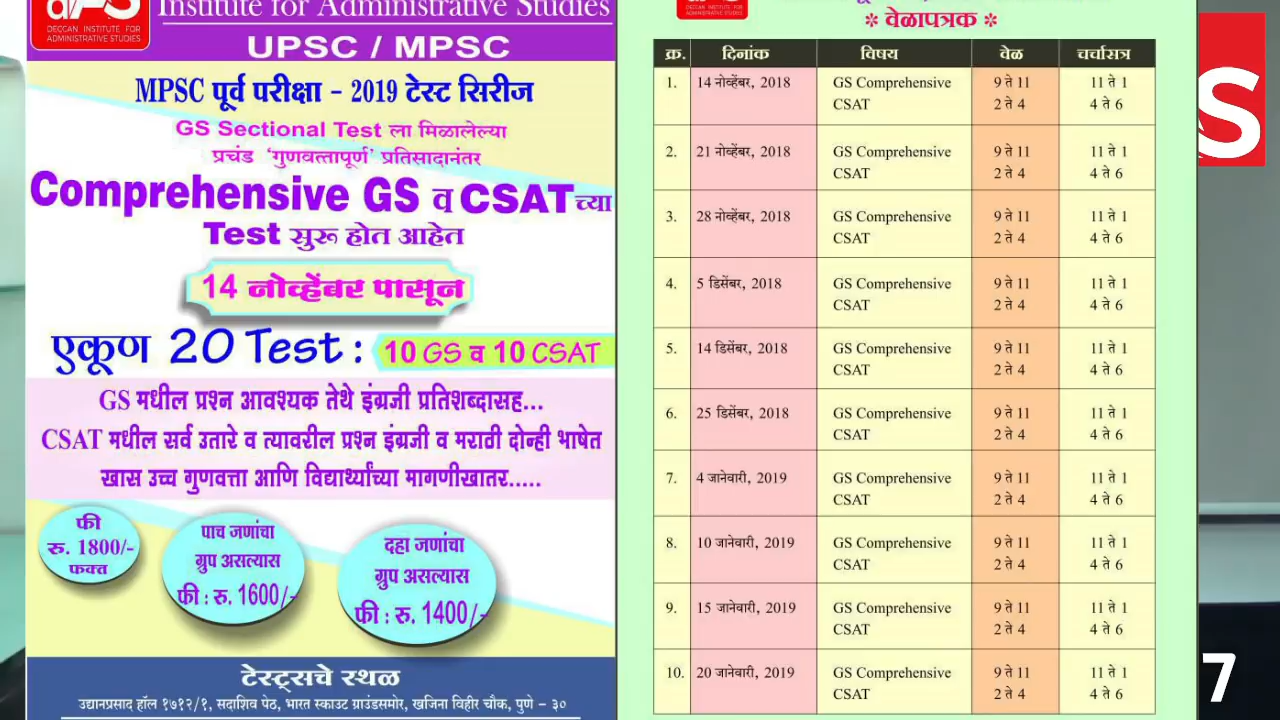 DECCAN INSTITUTE FOR
ADMINISTRATIVE STUDIES
Institute for Administrative Studies
UPSC / MPSC
MPSC पूर्व परीक्षा - 2019 टेस्ट सिरीज
GS Sectional Test ला मिळालेल्या
प्रचंड 'गुणवत्तापूर्ण' प्रतिसादानंतर
Comprehensive GS व CSATच्या
Test सुरू होत आहेत
14 नोव्हेंबर पासून
एकूण 20 Test : 10 GS व 10 CSAT
GS मधील प्रश्न आवश्यक तेथे इंग्रजी प्रतिशब्दासह...
CSAT मधील सर्व उतारे व त्यावरील प्रश्न इंग्रजी व मराठी दोन्ही भाषेत
खास उच्च गुणवत्ता आणि विद्यार्थ्यांच्या मागणीखातर.....
फी
रु. 1800/-
फक्त
पाच जणांचा
ग्रुप असल्यास
फी : रु. 1600/-
दहा जणांचा
ग्रुप असल्यास
फी : रु. 1400/-
टेस्ट्सचे स्थळ
उद्यानप्रसाद हॉल १७१२/१, सदाशिव पेठ, भारत स्काउट ग्राउंडसमोर, खजिना विहीर चौक, पुणे - ३०
ADMINISTRATIVE STUDIES
* वेळापत्रक *
क्र. दिनांक विषय वेळ चर्चासत्र
1. 14 नोव्हेंबर, 2018 GS Comprehensive 9 ते 11 11 ते 1
CSAT 2 ते 4 4 ते 6
2. 21 नोव्हेंबर, 2018 GS Comprehensive 9 ते 11 11 ते 1
CSAT 2 ते 4 4 ते 6
3. 28 नोव्हेंबर, 2018 GS Comprehensive 9 ते 11 11 ते 1
CSAT 2 ते 4 4 ते 6
4. 5 डिसेंबर, 2018 GS Comprehensive 9 ते 11 11 ते 1
CSAT 2 ते 4 4 ते 6
5. 14 डिसेंबर, 2018 GS Comprehensive 9 ते 11 11 ते 1
CSAT 2 ते 4 4 ते 6
6. 25 डिसेंबर, 2018 GS Comprehensive 9 ते 11 11 ते 1
CSAT 2 ते 4 4 ते 6
7. 4 जानेवारी, 2019 GS Comprehensive 9 ते 11 11 ते 1
CSAT 2 ते 4 4 ते 6
8. 10 जानेवारी, 2019 GS Comprehensive 9 ते 11 11 ते 1
CSAT 2 ते 4 4 ते 6
9. 15 जानेवारी, 2019 GS Comprehensive 9 ते 11 11 ते 1
CSAT 2 ते 4 4 ते 6
10. 20 जानेवारी, 2019 GS Comprehensive 9 ते 11 11 ते 1
CSAT 2 ते 4 4 ते 6
S
7